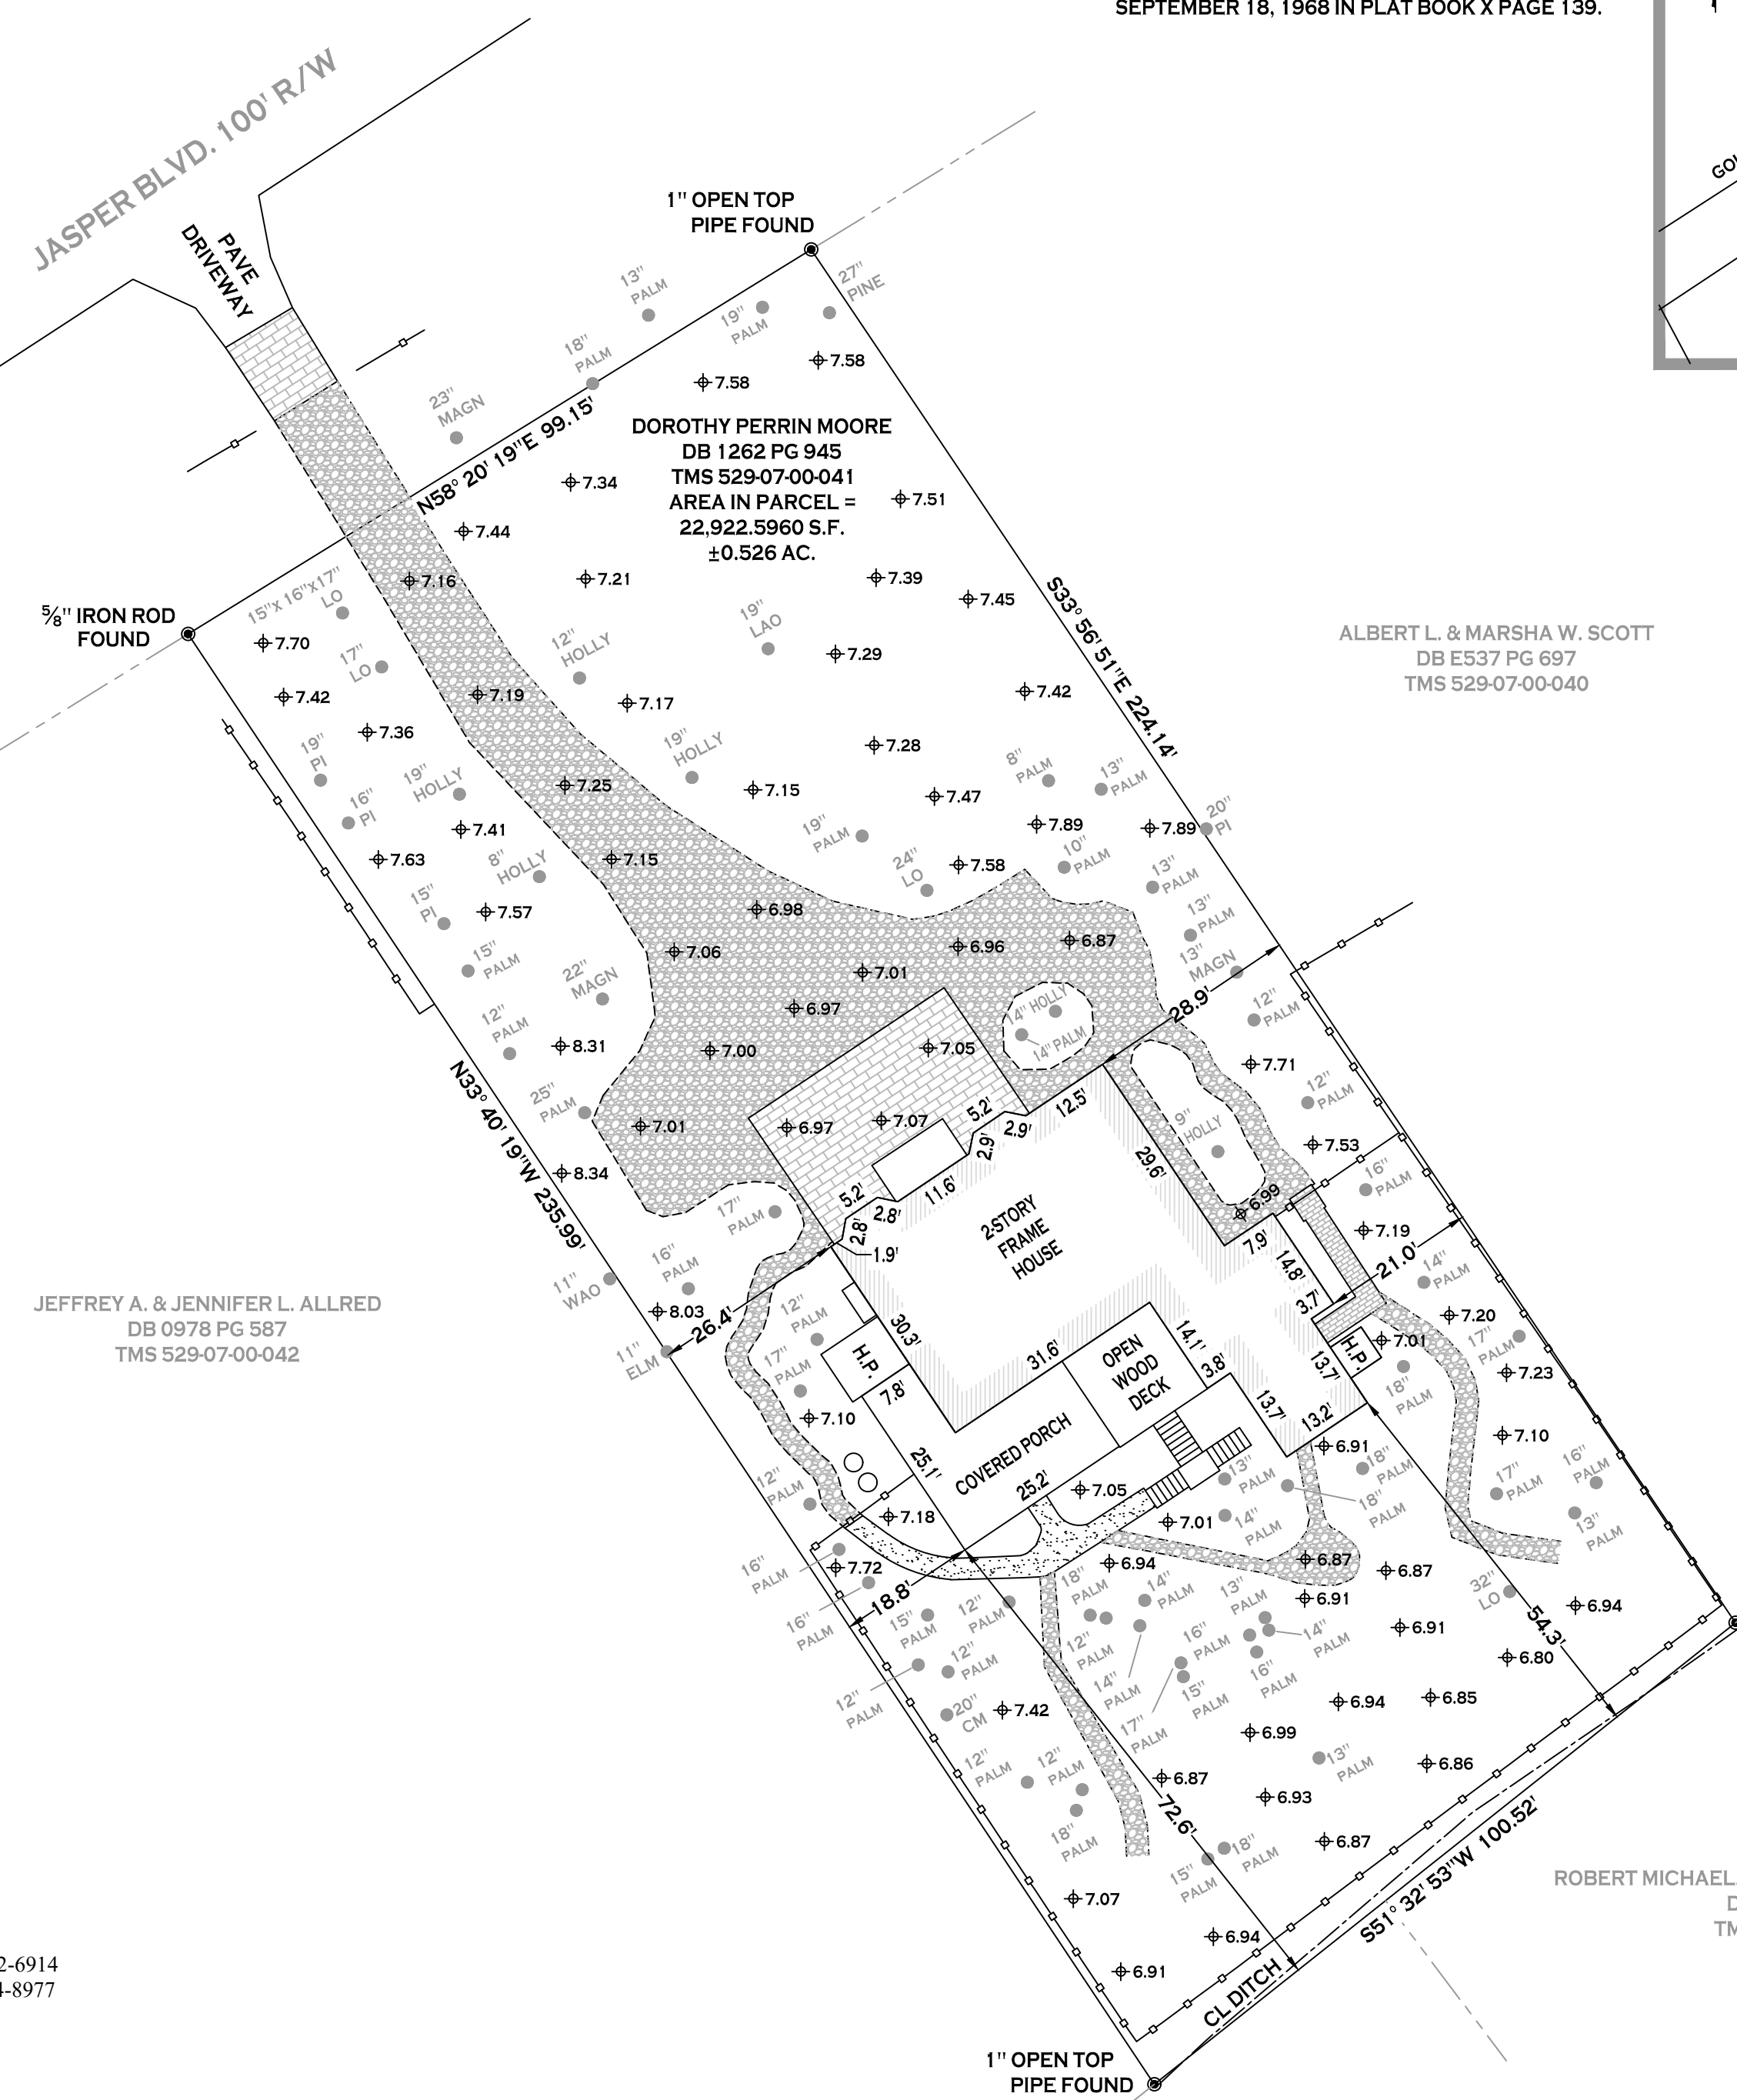 SEPTEMBER 18, 1968 IN PLAT BOOK X PAGE 139.
JASPER BLVD. 100' R/W
PAVE
DRIVEWAY
1" OPEN TOP
PIPE FOUND
27"
PINE
13"
PALM
19"
PALM
18"
PALM
23"
MAGN
7.58
7.58
N58° 20' 19"E 99.15'
DOROTHY PERRIN MOORE
DB 1262 PG 945
TMS 529-07-00-041
AREA IN PARCEL =
22,922.5960 S.F.
±0.526 AC.
7.34
7.51
7.44
7.16
7.21
7.39
7.45
⅝" IRON ROD
FOUND
15"x 16"x17"
LO
7.70
17"
LO
7.42
7.36
12"
HOLLY
19"
LAO
7.29
7.19
7.17
7.42
S33° 56' 51"E 224.14'
ALBERT L. & MARSHA W. SCOTT
DB E537 PG 697
TMS 529-07-00-040
19"
PI
16"
PI
19"
HOLLY
19"
HOLLY
7.28
7.25
7.15
7.47
8"
PALM
13"
PALM
20"
PI
7.41
7.63
8"
HOLLY
7.15
19"
PALM
7.89
7.89
10"
PALM
24"
LO
7.58
13"
PALM
15"
PI
7.57
6.98
13"
PALM
15"
PALM
7.06
6.96
6.87
7.01
13"
MAGN
22"
MAGN
12"
PALM
6.97
14" HOLLY
14" PALM
28.9'
12"
PALM
8.31
7.00
7.05
7.71
N33° 40' 19"W 235.99'
25"
PALM
7.01
6.97
7.07
5.2'
2.9'
2.9'
12.5'
12"
PALM
9"
HOLLY
7.53
8.34
29.6'
16"
PALM
17"
PALM
5.2'
2.8'
2.8'
11.6'
1.9'
2-STORY
FRAME
HOUSE
6.99
7.9'
7.19
14.8'
21.0'
14"
PALM
16"
PALM
11"
WAO
JEFFREY A. & JENNIFER L. ALLRED
DB 0978 PG 587
TMS 529-07-00-042
8.03
26.4'
11"
ELM
12"
PALM
30.3'
H.P.
7.8'
17"
PALM
3.7'
7.20
H.P.
7.01
17"
PALM
31.6'
OPEN
WOOD
DECK
14.1'
3.8'
13.7'
7.23
18"
PALM
7.10
13.7'
13.2'
25.1'
COVERED PORCH
25.2'
6.91
7.10
18"
PALM
16"
PALM
17"
PALM
13"
PALM
12"
PALM
7.05
13"
PALM
18"
PALM
7.18
7.01
14"
PALM
13"
PALM
16"
PALM
7.72
6.94
6.87
6.87
18.8'
16"
PALM
15"
PALM
12"
PALM
18"
PALM
14"
PALM
13"
PALM
6.91
32"
LO
6.94
12"
PALM
12"
PALM
12"
PALM
16"
PALM
14"
PALM
6.91
54.3'
6.80
14"
PALM
15"
PALM
16"
PALM
20"
CM
7.42
17"
PALM
6.94
6.85
6.99
12"
PALM
12"
PALM
13"
PALM
6.86
6.87
6.93
18"
PALM
72.6'
6.87
15"
PALM
18"
PALM
S51° 32' 53"W 100.52'
7.07
6.94
6.91
CL DITCH
ROBERT MICHAEL
1" OPEN TOP
PIPE FOUND
2-6914
4-8977